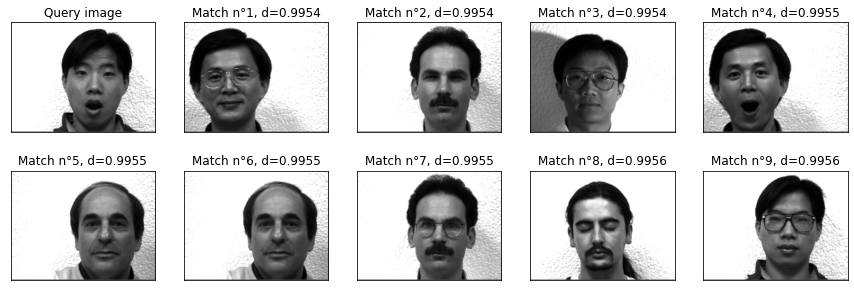 Query image
Match n°1, d=0.9954
Match n°2, d=0.9954
Match n°3, d=0.9954
Match n°4, d=0.9955
Match n°5, d=0.9955
Match n°6, d=0.9955
Match n°7, d=0.9955
Match n°8, d=0.9956
Match n°9, d=0.9956